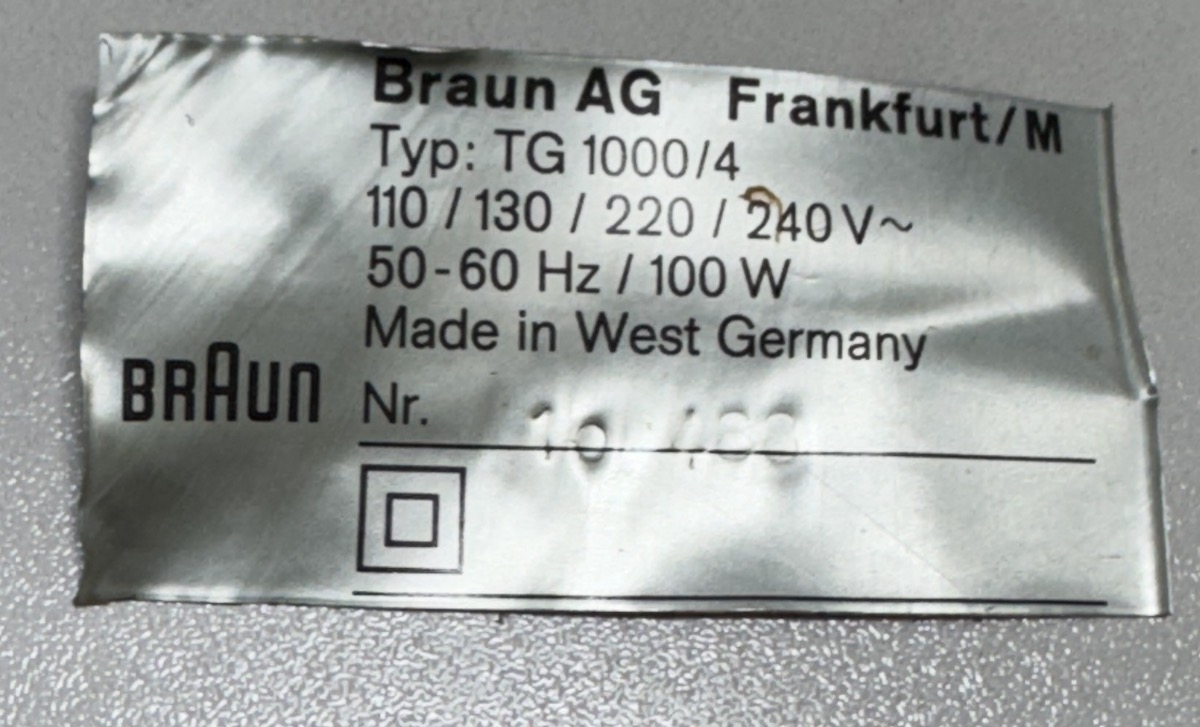 Braun AG Frankfurt/M
Typ: TG 1000/4
110 / 130 / 220 / 240 V~
50-60 Hz / 100 W
Made in West Germany
BRAUN
Nr.